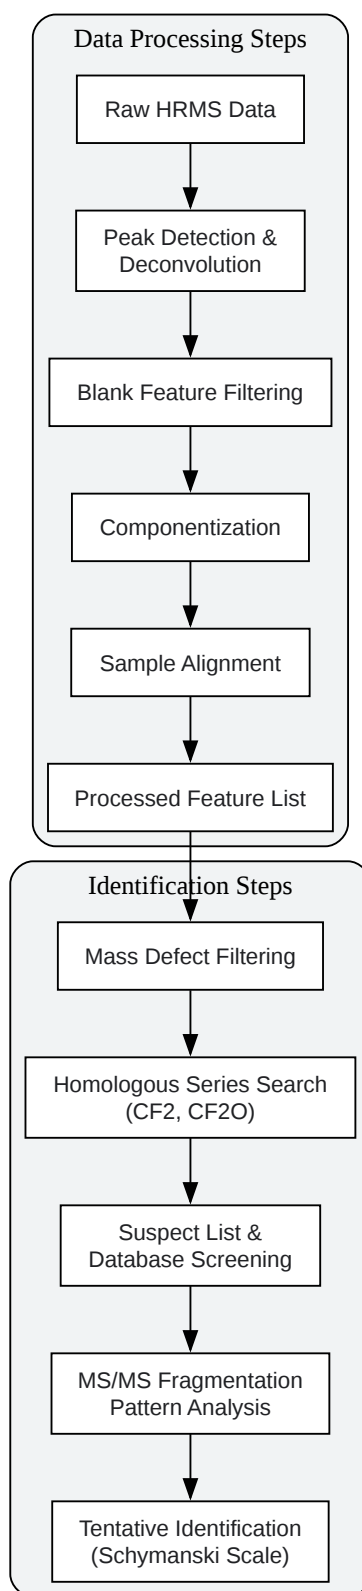 Data Processing Steps
Raw HRMS Data
Peak Detection &
Deconvolution
Blank Feature Filtering
Componentization
Sample Alignment
Processed Feature List
Identification Steps
Mass Defect Filtering
Homologous Series Search
(CF2, CF2O)
Suspect List &
Database Screening
MS/MS Fragmentation
Pattern Analysis
Tentative Identification
(Schymanski Scale)